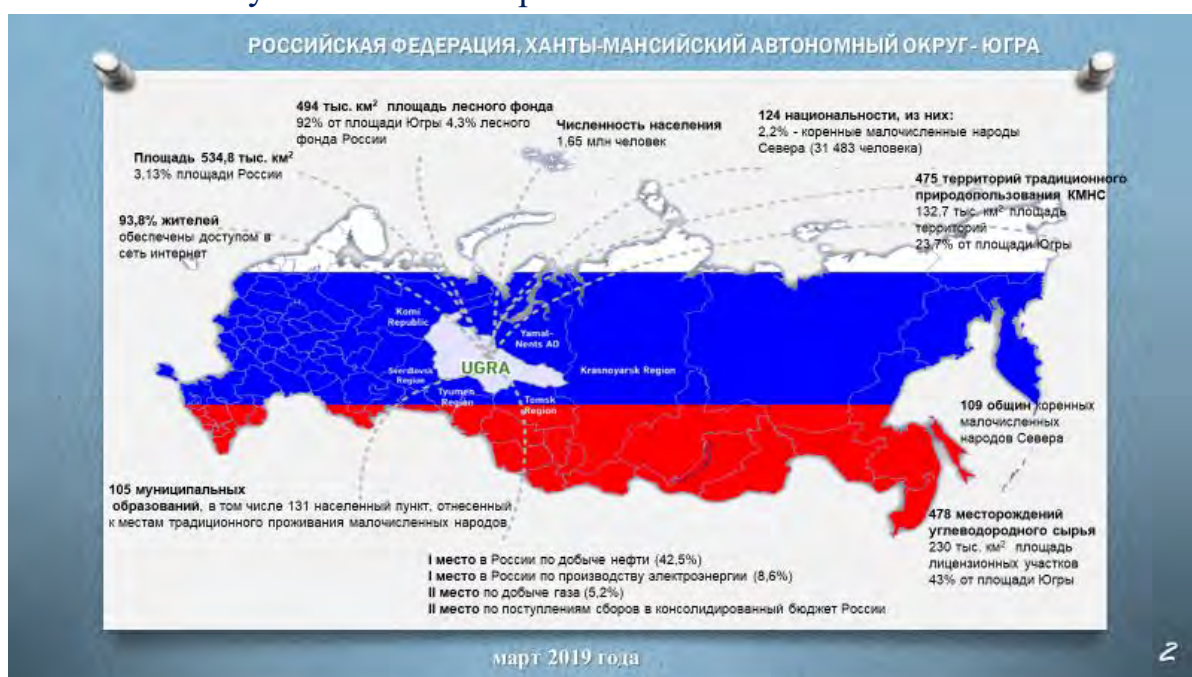 РОССИЙСКАЯ ФЕДЕРАЦИЯ, ХАНТЫ-МАНСИЙСКИЙ АВТОНОМНЫЙ ОКРУГ - ЮГРА
494 тыс. км² площадь лесного фонда
92% от площади Югры 4,3% лесного
фонда России
Численность населения
1,65 млн человек
124 национальности, из них:
2,2% - коренные малочисленные народы
Севера (31 483 человека)
Площадь 534,8 тыс. км²
3,13% площади России
475 территорий традиционного
природопользования КМНС
132,7 тыс. км² площадь
территорий
23,7% от площади Югры
93,8% жителей
обеспечены доступом в
сеть интернет
Komi
Republic
Yamal-
Nents AD
Sverdlovsk
Region
UGRA
Krasnoyarsk Region
Tyumen
Region
Tomsk
Region
109 общин коренных
малочисленных
народов Севера
105 муниципальных
образований, в том числе 131 населенный пункт, отнесенный
к местам традиционного проживания малочисленных народов,
478 месторождений
углеводородного сырья
230 тыс. км² площадь
лицензионных участков
43% от площади Югры
I место в России по добыче нефти (42,5%)
I место в России по производству электроэнергии (8,6%)
II место по добыче газа (5,2%)
II место по поступлениям сборов в консолидированный бюджет России
март 2019 года
2